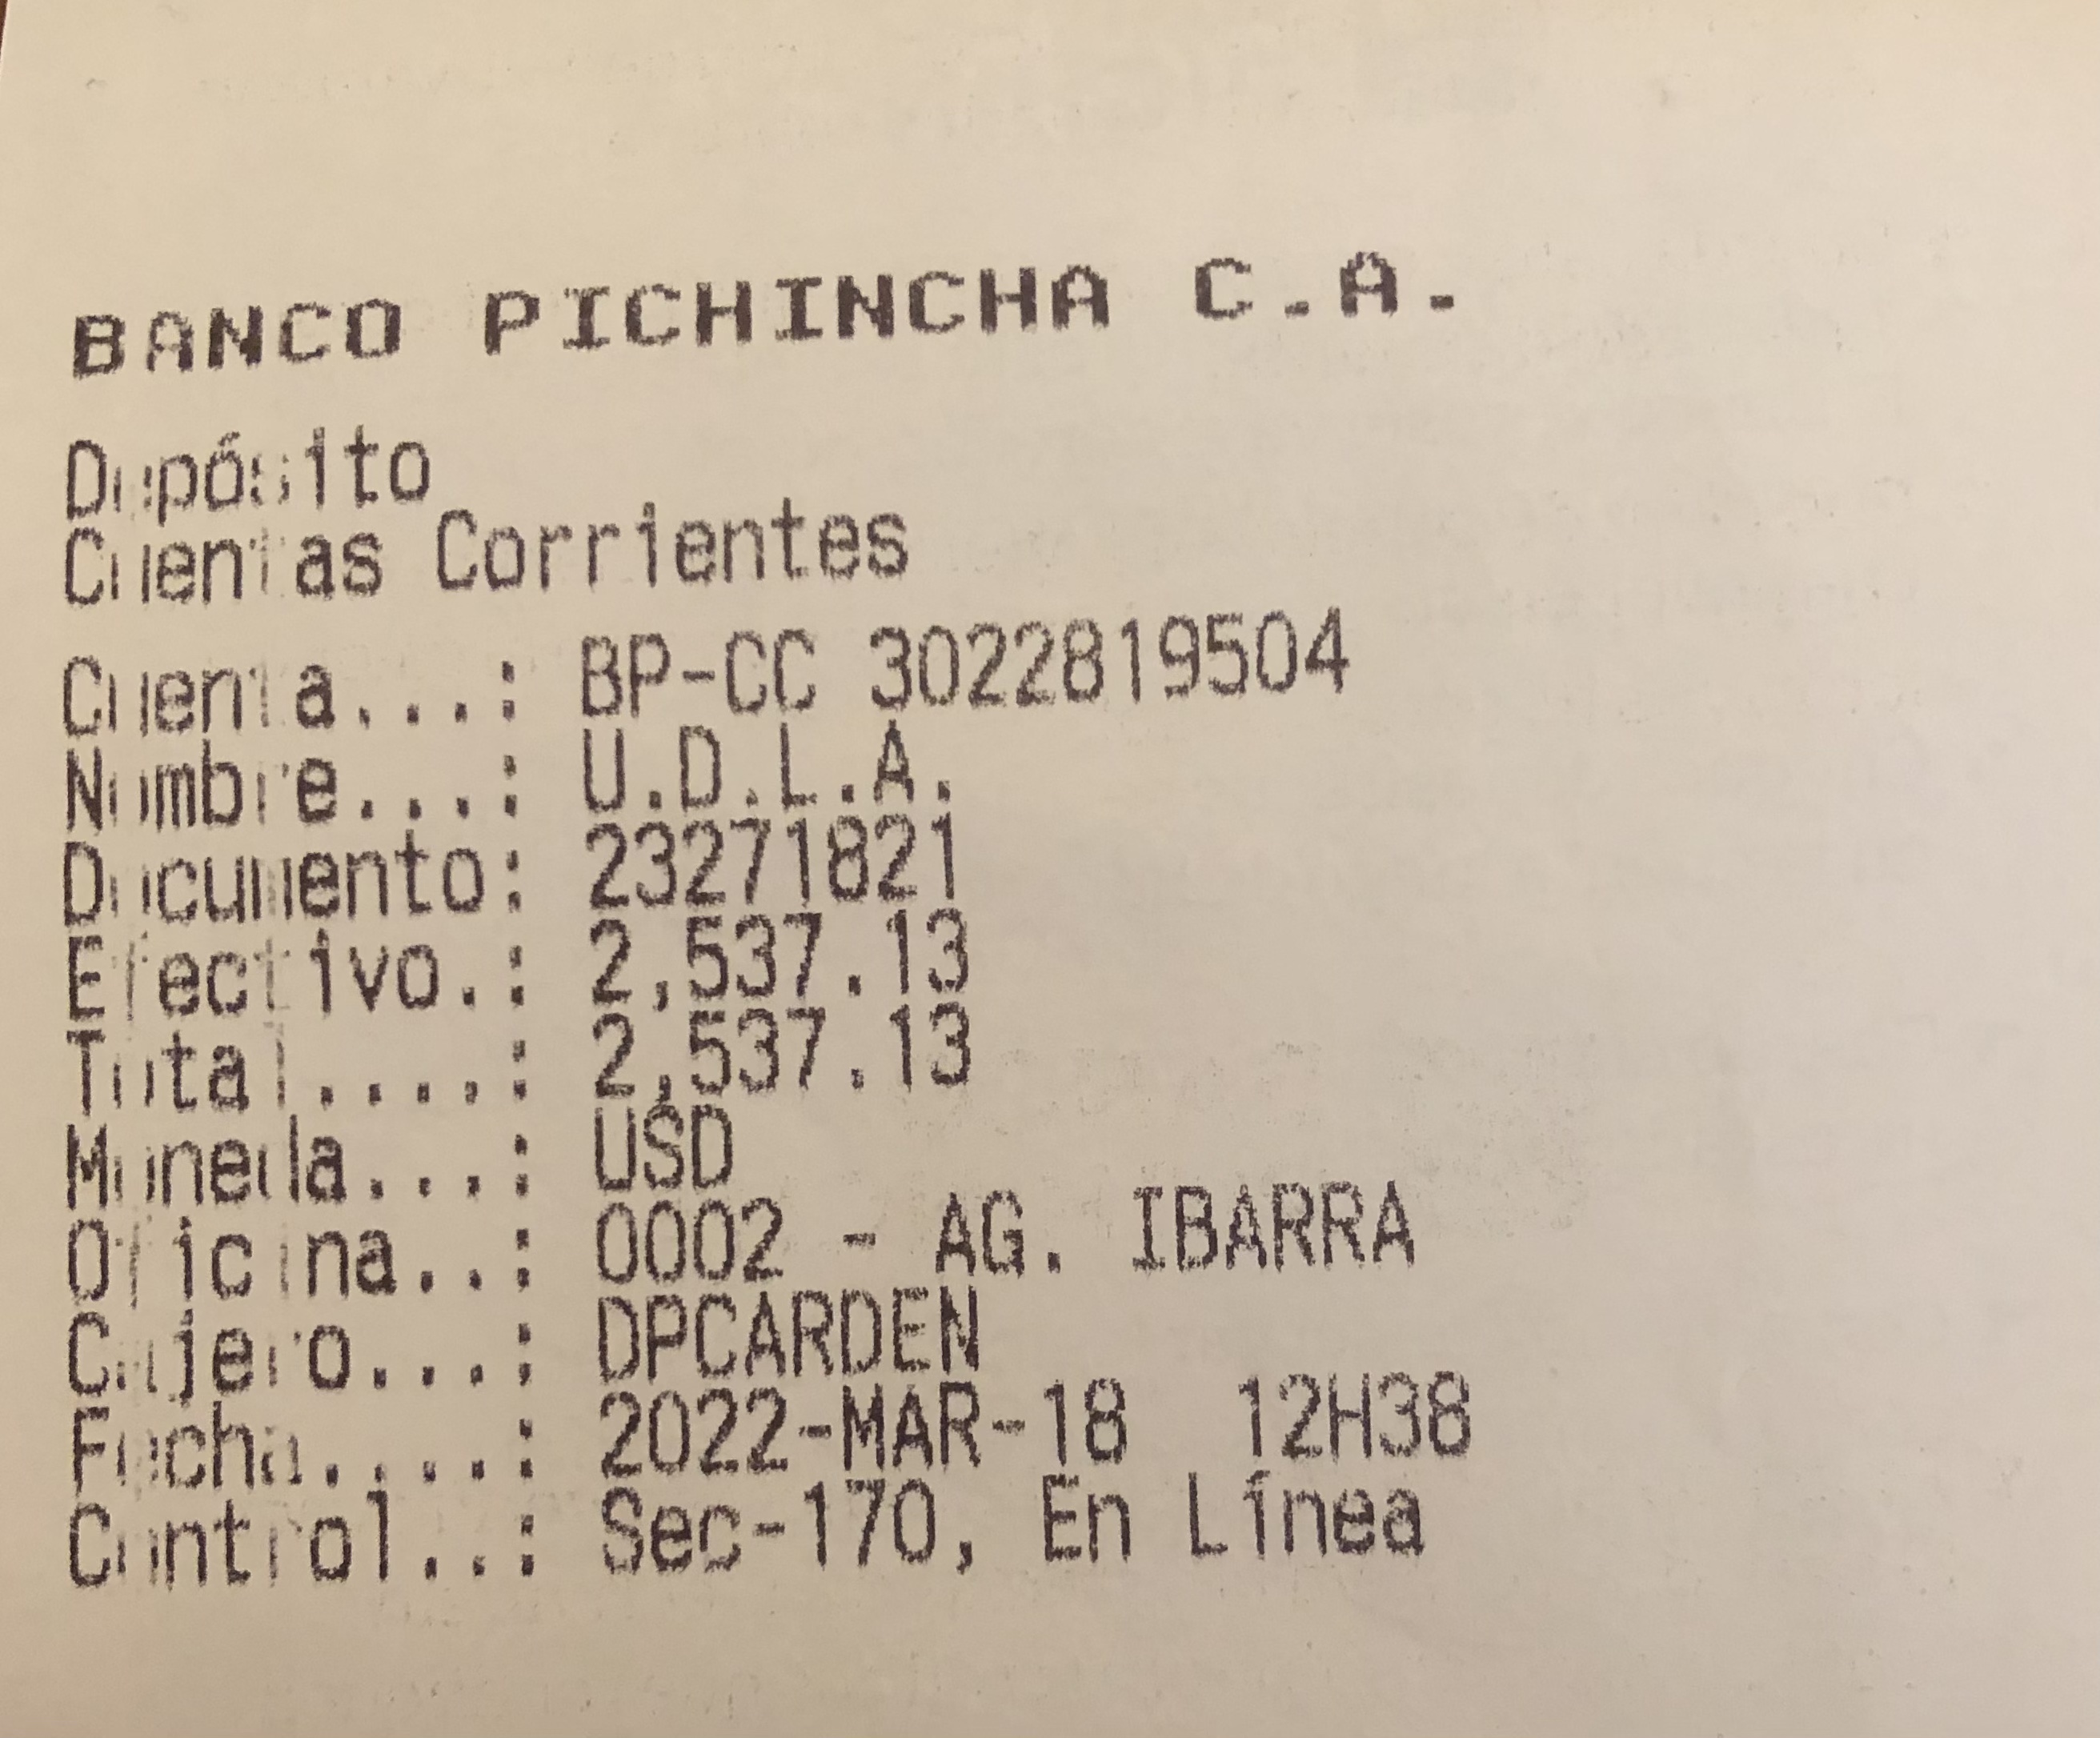 BANCO PICHINCHA C.A.
Depósito
Cuentas Corrientes
Cuenta...: BP-CC 3022819504
Nombre...: U.D.L.A.
Documento: 23271821
Efectivo.: 2,537.13
Total....: 2,537.13
Moneda...: USD
Oficina..: 0002 - AG. IBARRA
Cajero...: DPCARDEN
Fecha....: 2022-MAR-18 12H38
Control..: Sec-170, En Línea